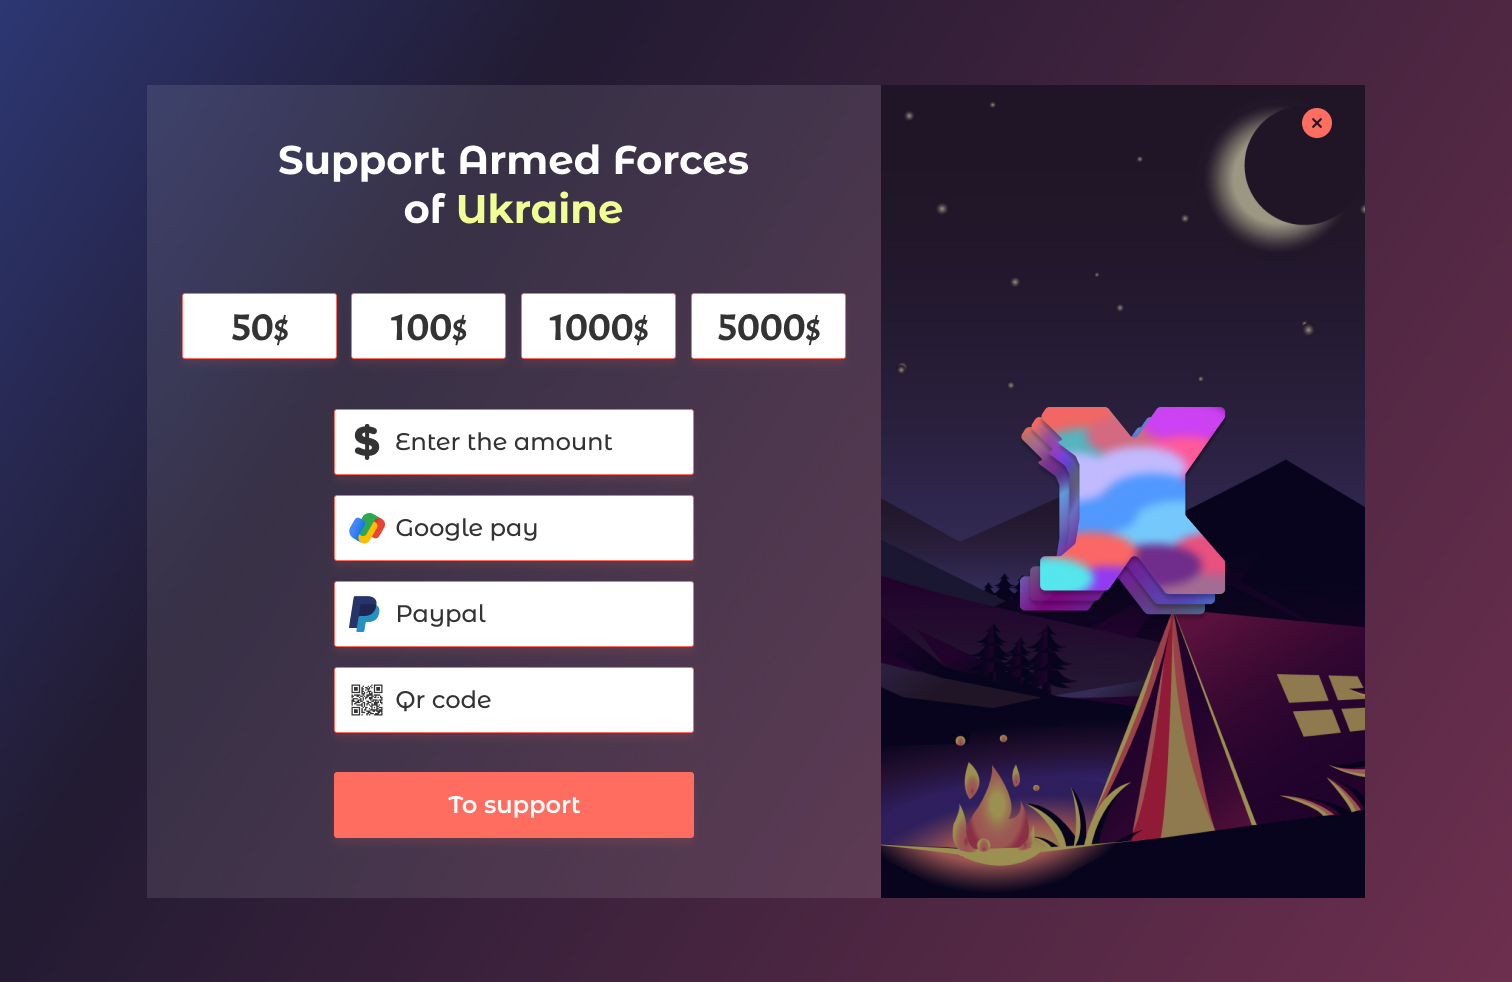 Support Armed Forces
of Ukraine
50$ 100$ 1000$ 5000$
$ Enter the amount
Google pay
Paypal
Qr code
To support
X